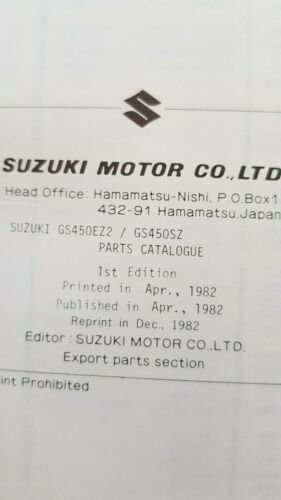 SUZUKI MOTOR CO., LTD
Head Office: Hamamatsu-Nishi, P.O.Box1
432-91 Hamamatsu, Japan
SUZUKI GS450EZ2 / GS450SZ
PARTS CATALOGUE
1st Edition
Printed in Apr., 1982
Published in Apr., 1982
Reprint in Dec., 1982
Editor : SUZUKI MOTOR CO., LTD.
Export parts section
int Prohibited